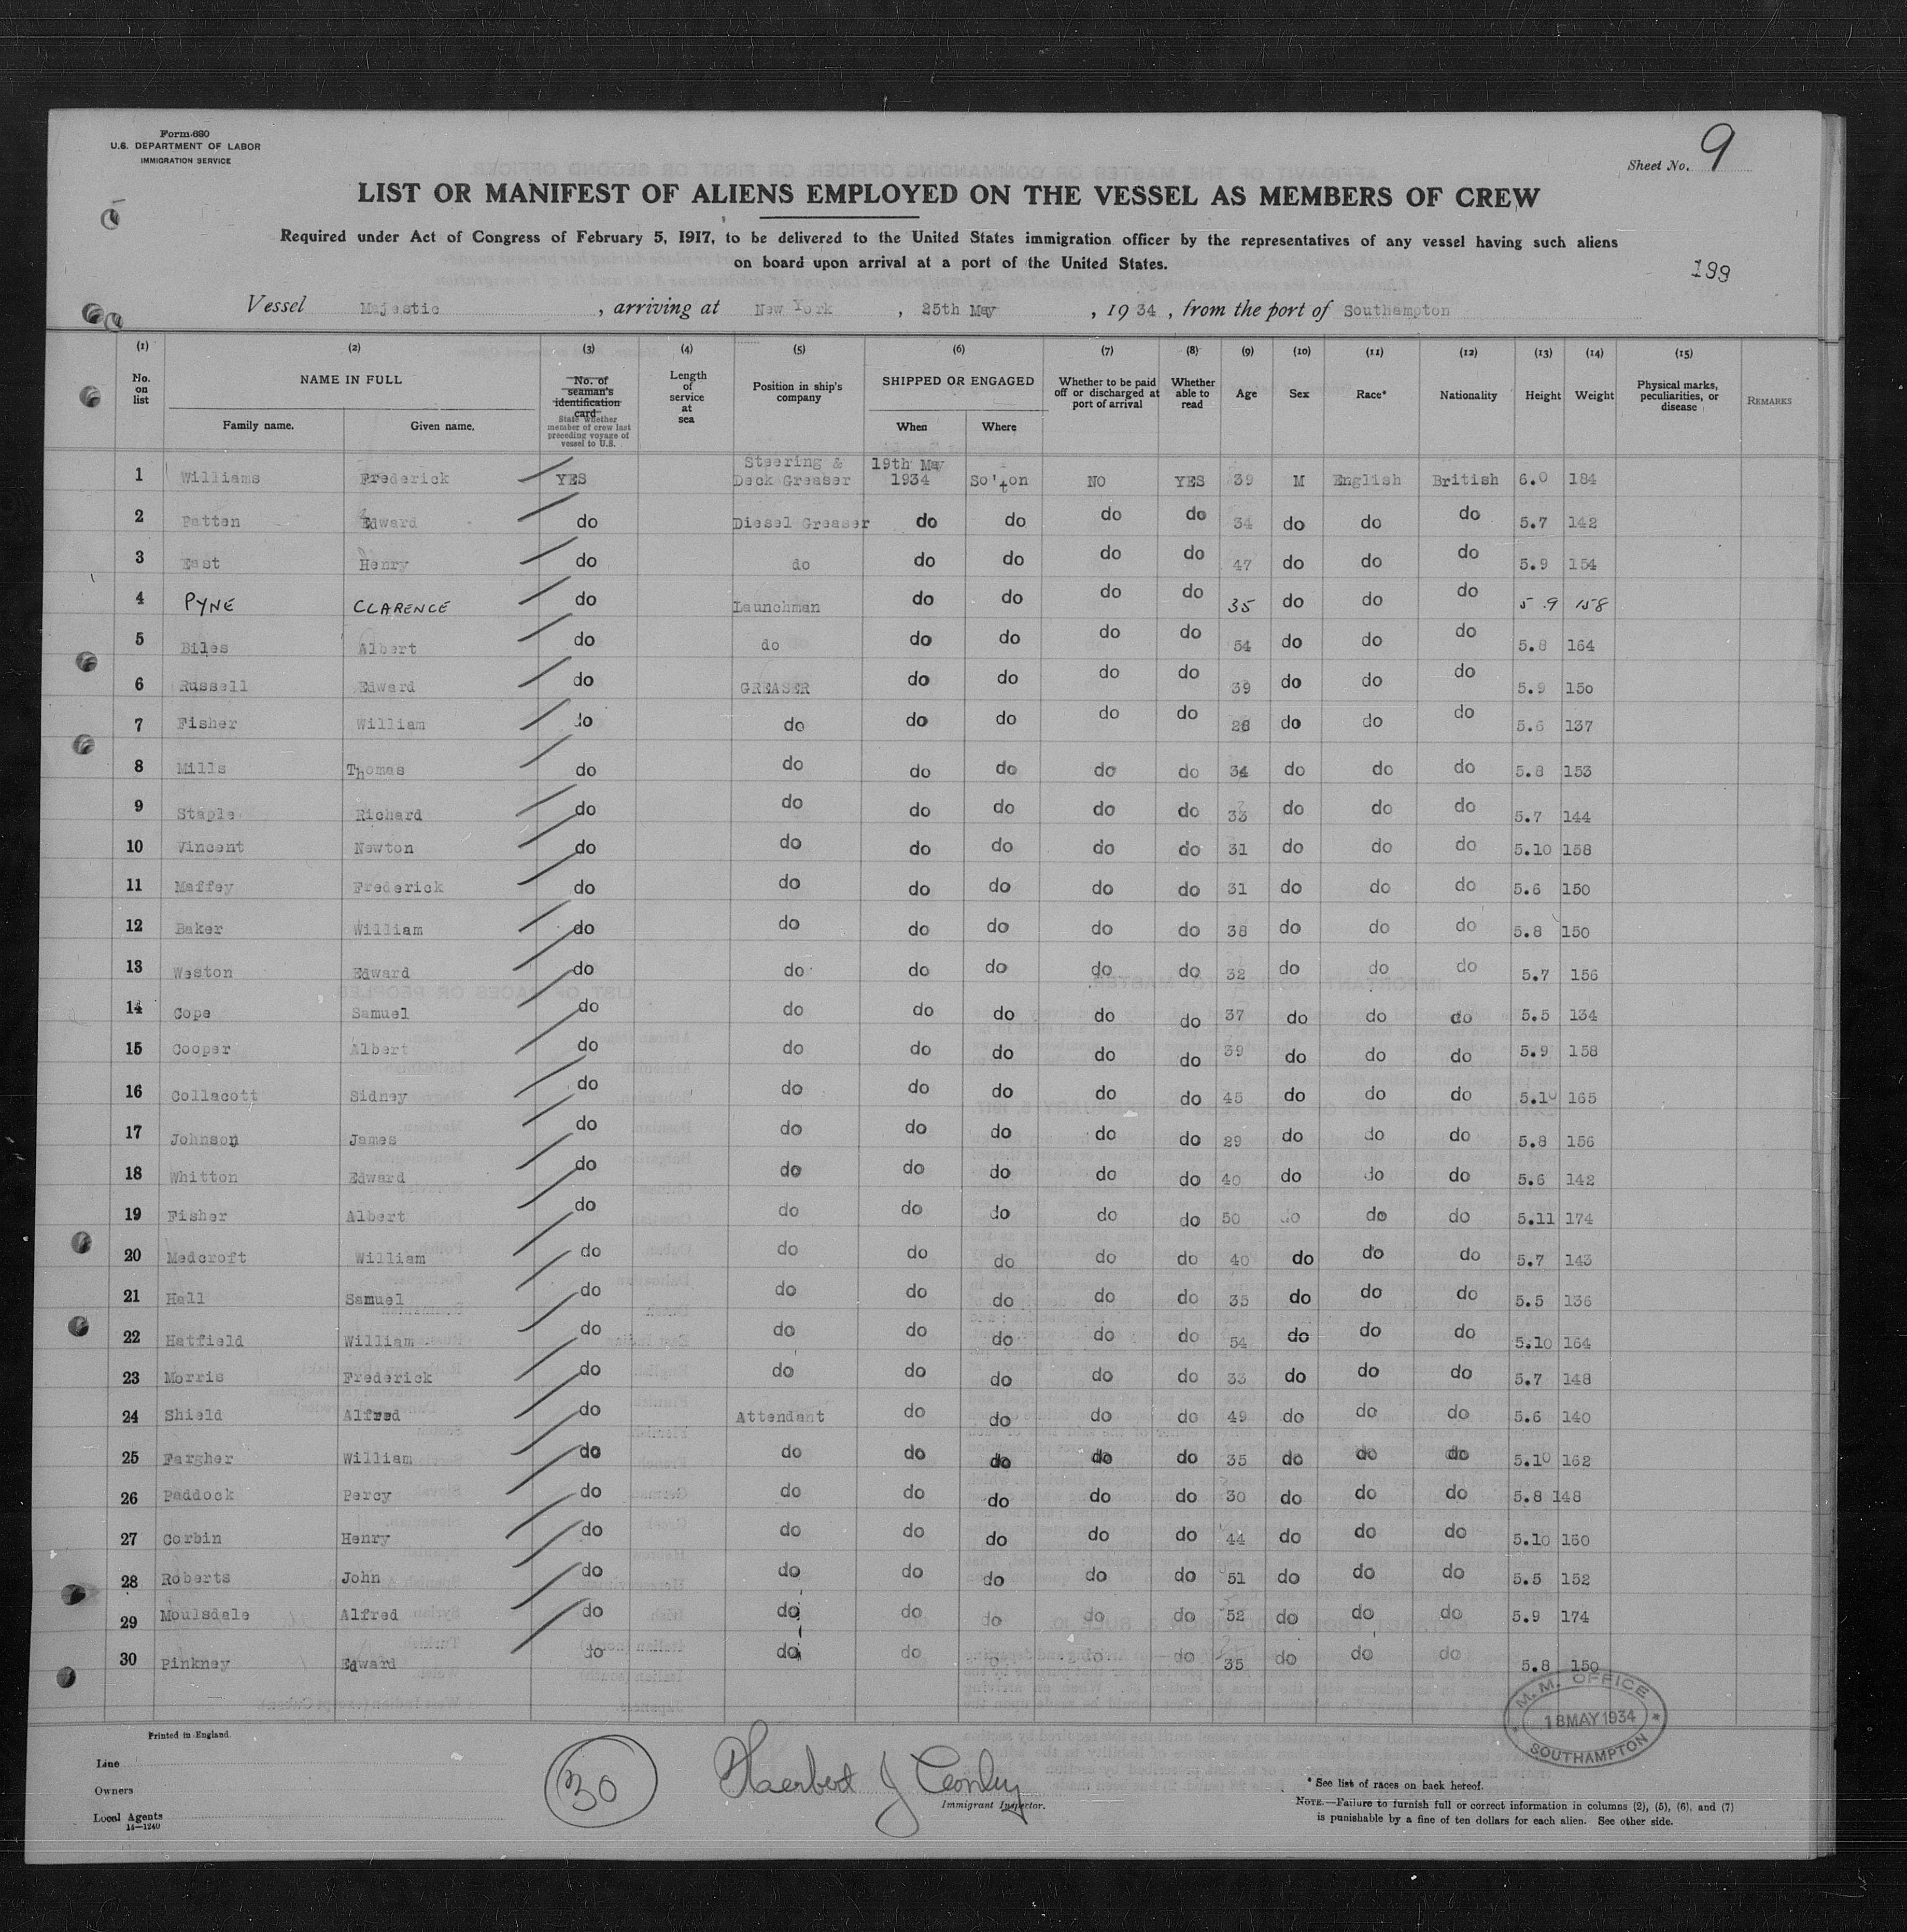 Form 680
U.S. DEPARTMENT OF LABOR
IMMIGRATION SERVICE
Sheet No. 9
LIST OR MANIFEST OF ALIENS EMPLOYED ON THE VESSEL AS MEMBERS OF CREW
Required under Act of Congress of February 5, 1917, to be delivered to the United States immigration officer by the representatives of any vessel having such aliens
on board upon arrival at a port of the United States.
199
Vessel Majestic , arriving at New York , 25th May , 1934 , from the port of Southampton
(1) (2) (3) (4) (5) (6) (7) (8) (9) (10) (11) (12) (13) (14) (15)
No. on list NAME IN FULL Family name. Given name. No. of seaman's identification card State whether member of crew last preceding voyage of vessel to U.S. Length of service at sea Position in ship's company SHIPPED OR ENGAGED When Where Whether to be paid off or discharged at port of arrival Whether able to read Age Sex Race* Nationality Height Weight Physical marks, peculiarities, or disease REMARKS
1 Williams Frederick YES Steering & Deck Greaser 19th May 1934 So'ton NO YES 39 M English British 6.0 184
2 Patten Edward do Diesel Greaser do do do do 34 do do do 5.7 142
3 East Henry do do do do do do 47 do do do 5.9 154
4 PYNE CLARENCE do Launchman do do do do 35 do do do 5.9 158
5 Biles Albert do do do do do do 54 do do do 5.8 164
6 Russell Edward do GREASER do do do do 39 do do do 5.9 150
7 Fisher William do do do do do do 28 do do do 5.6 137
8 Mills Thomas do do do do do do 34 do do do 5.8 153
9 Staple Richard do do do do do do 33 do do do 5.7 144
10 Vincent Newton do do do do do do 31 do do do 5.10 158
11 Maffey Frederick do do do do do do 31 do do do 5.6 150
12 Baker William do do do do do do 38 do do do 5.8 150
13 Weston Edward do do do do do do 32 do do do 5.7 156
14 Cope Samuel do do do do do do 37 do do do 5.5 134
15 Cooper Albert do do do do do do 39 do do do 5.9 158
16 Collacott Sidney do do do do do do 45 do do do 5.10 165
17 Johnson James do do do do do do 29 do do do 5.8 156
18 Whitton Edward do do do do do do 40 do do do 5.6 142
19 Fisher Albert do do do do do do 50 do do do 5.11 174
20 Medcroft William do do do do do do 40 do do do 5.7 143
21 Hall Samuel do do do do do do 35 do do do 5.5 136
22 Hatfield William do do do do do do 54 do do do 5.10 164
23 Morris Frederick do do do do do do 33 do do do 5.7 148
24 Shield Alfred do Attendant do do do do 49 do do do 5.6 140
25 Fargher William do do do do do do 35 do do do 5.10 162
26 Paddock Percy do do do do do do 30 do do do 5.8 148
27 Corbin Henry do do do do do do 44 do do do 5.10 160
28 Roberts John do do do do do do 51 do do do 5.5 152
29 Moulsdale Alfred do do do do do do 52 do do do 5.9 174
30 Pinkney Edward do do do do do do 35 do do do 5.8 150
M.M. OFFICE
18 MAY 1934
SOUTHAMPTON
Printed in England.
Line
Owners
Local Agents
14—1240
30
Herbert J
Immigrant Inspector.
* See list of races on back hereof.
NOTE.—Failure to furnish full or correct information in columns (2), (5), (6), and (7)
is punishable by a fine of ten dollars for each alien. See other side.